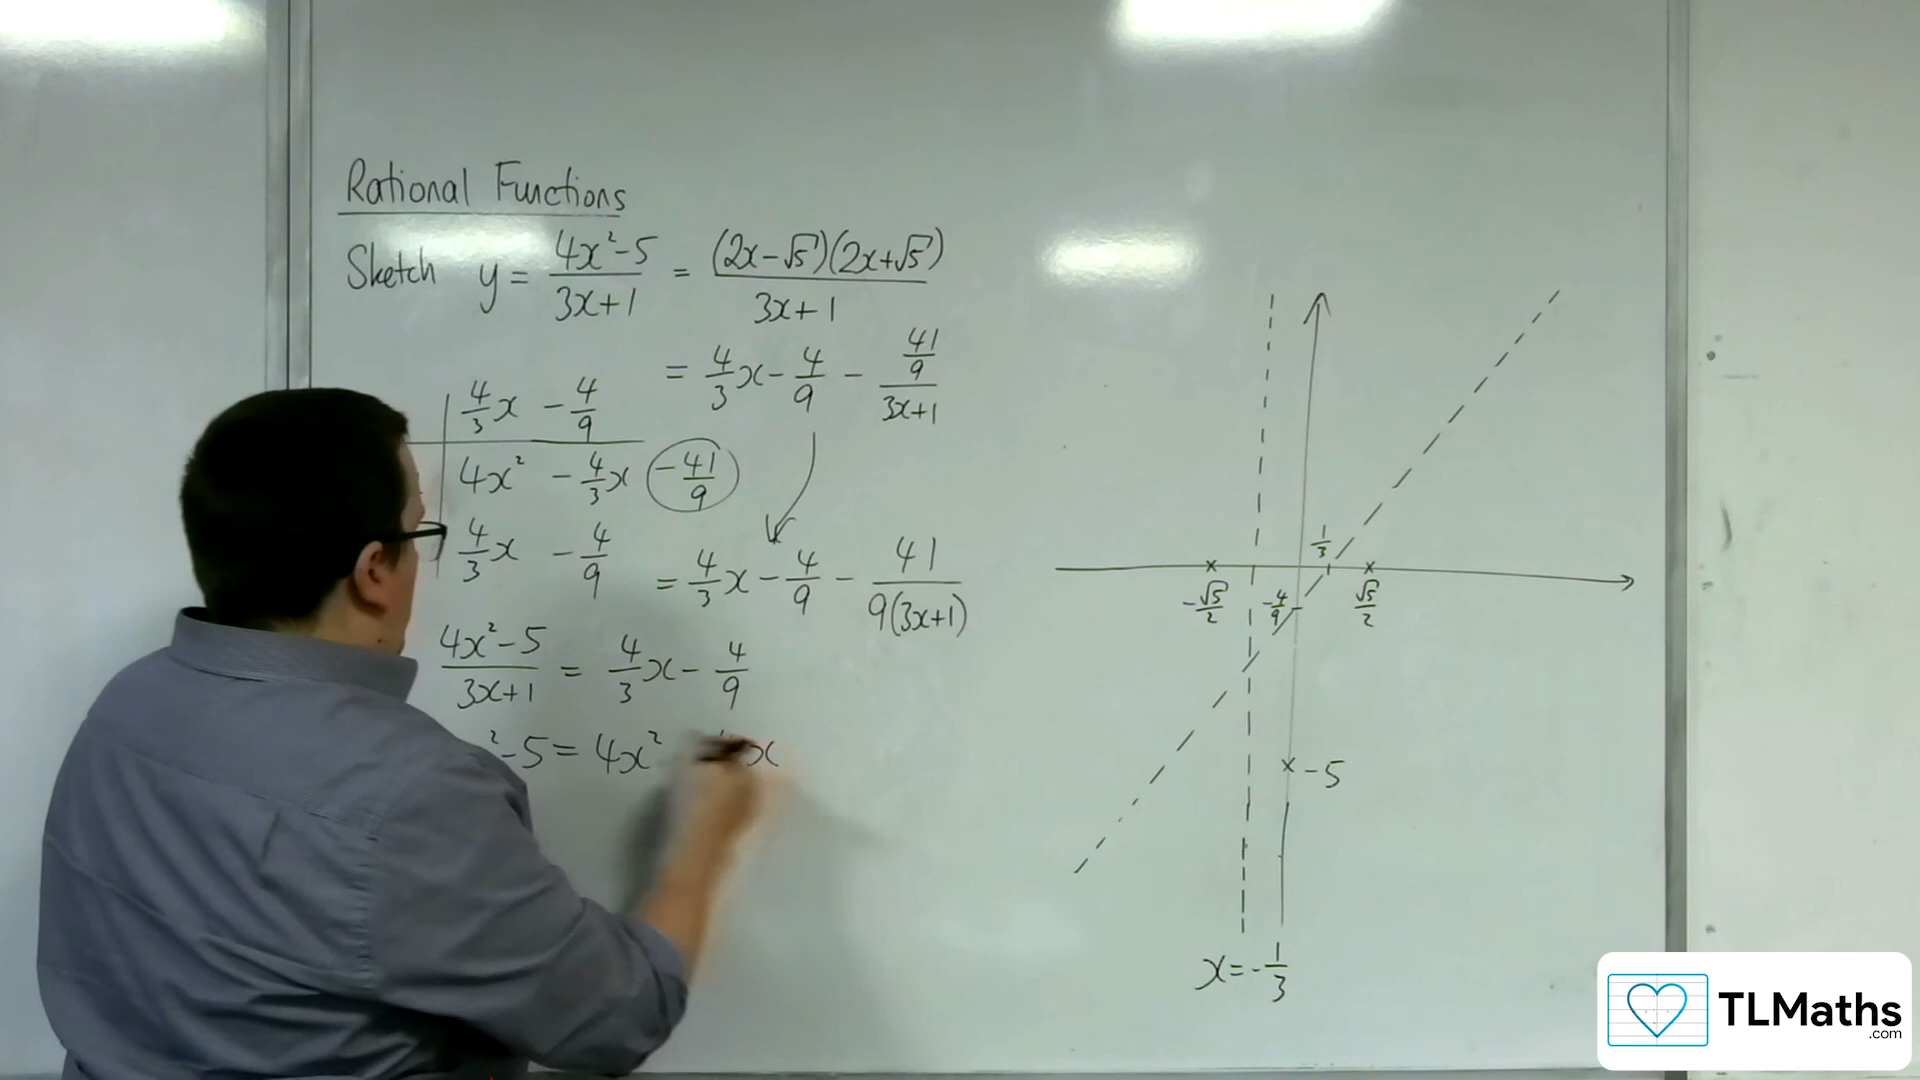 Rational Functions
Sketch y = (4x²-5)/(3x+1) = ((2x-√5)(2x+√5))/(3x+1)
= 4/3 x - 4/9 - (41/9)/(3x+1)
4/3 x - 4/9
4x² - 4/3 x - 41/9
4/3 x - 4/9
= 4/3 x - 4/9 - 41/(9(3x+1))
(4x²-5)/(3x+1) = 4/3 x - 4/9
² - 5 = 4x² x
1/3
-√5/2
-4/9
√5/2
-5
x = -1/3
TLMaths
.com